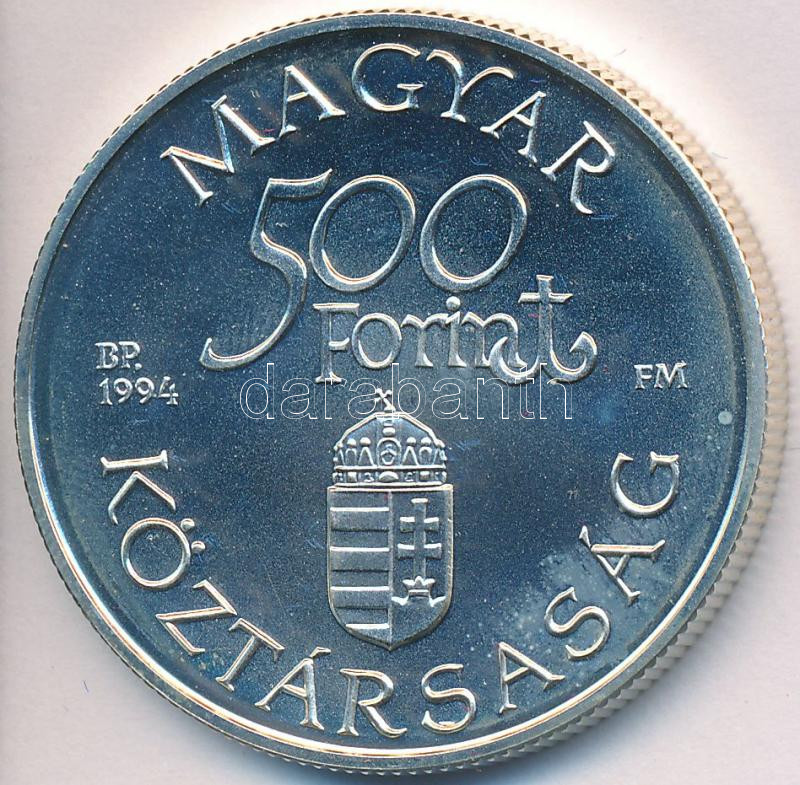 MAGYAR
500
Forint
BP.
1994
FM
darabanth
KÖZTÁRSASÁG